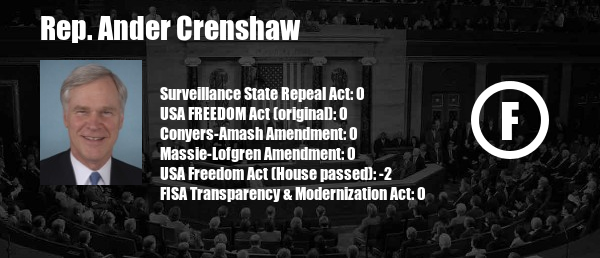 Rep. Ander Crenshaw
Surveillance State Repeal Act: 0
USA FREEDOM Act (original): 0
Conyers-Amash Amendment: 0
Massie-Lofgren Amendment: 0
USA Freedom Act (House passed): -2
FISA Transparency & Modernization Act: 0
F